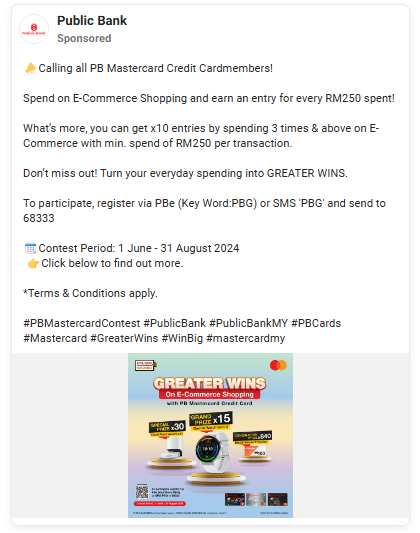 Public Bank
Sponsored
📣Calling all PB Mastercard Credit Cardmembers!
Spend on E-Commerce Shopping and earn an entry for every RM250 spent!
What's more, you can get x10 entries by spending 3 times & above on E-
Commerce with min. spend of RM250 per transaction.
Don't miss out! Turn your everyday spending into GREATER WINS.
To participate, register via PBe (Key Word:PBG) or SMS 'PBG' and send to
68333
🗓️Contest Period: 1 June - 31 August 2024
👉Click below to find out more.
*Terms & Conditions apply.
#PBMastercardContest #PublicBank #PublicBankMY #PBCards
#Mastercard #GreaterWins #WinBig #mastercardmy
GREATER WINS
On E-Commerce Shopping
with PB Mastercard Credit Card
SPECIAL
PRIZE x30
GRAND
PRIZE x15
x840